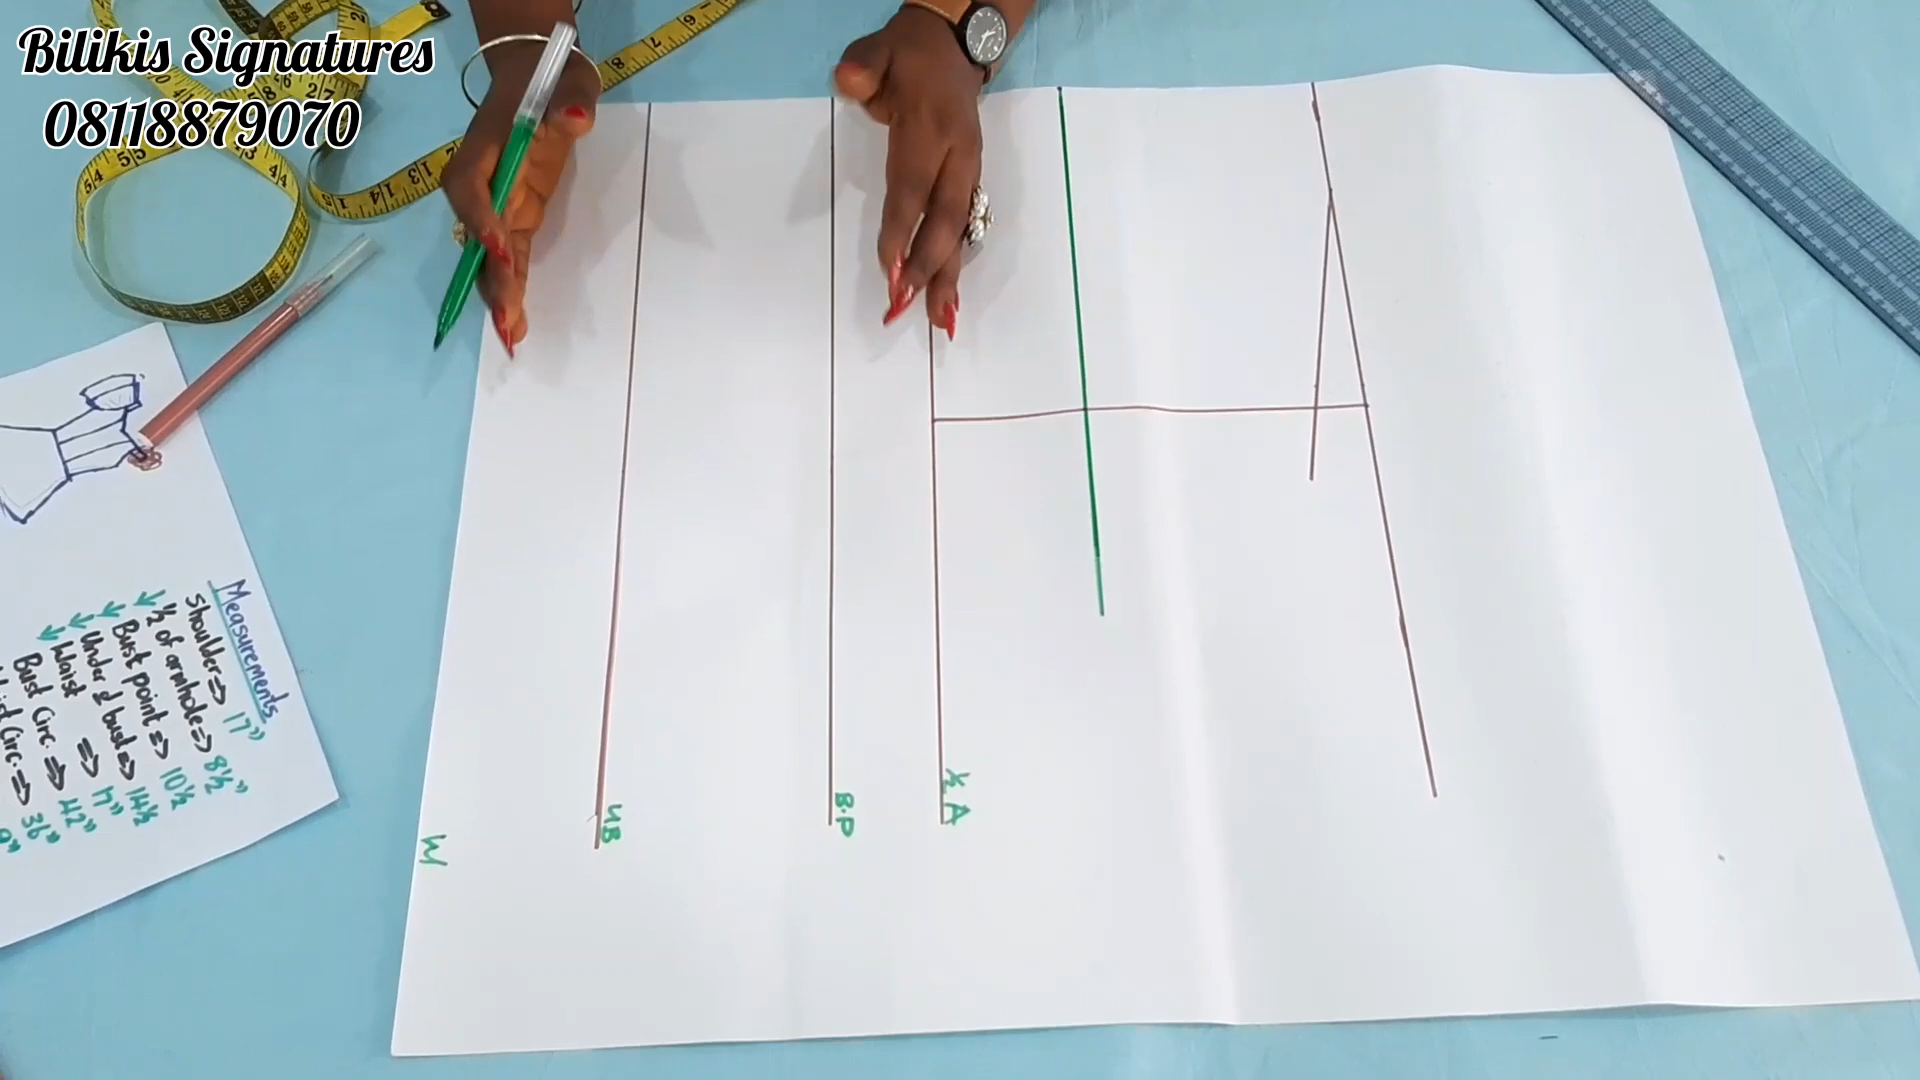 Bilikis Signatures
08118879070
Measurements
Shoulder ⇒ 17"
½ of armhole ⇒ 8½"
↓ Bust point ⇒ 10½
↓ Under bust ⇒ 14½
↓ Waist ⇒ 17"
Bust Circ. ⇒ 42"
Circ. ⇒ 36"
W
UB
B.P
½ A